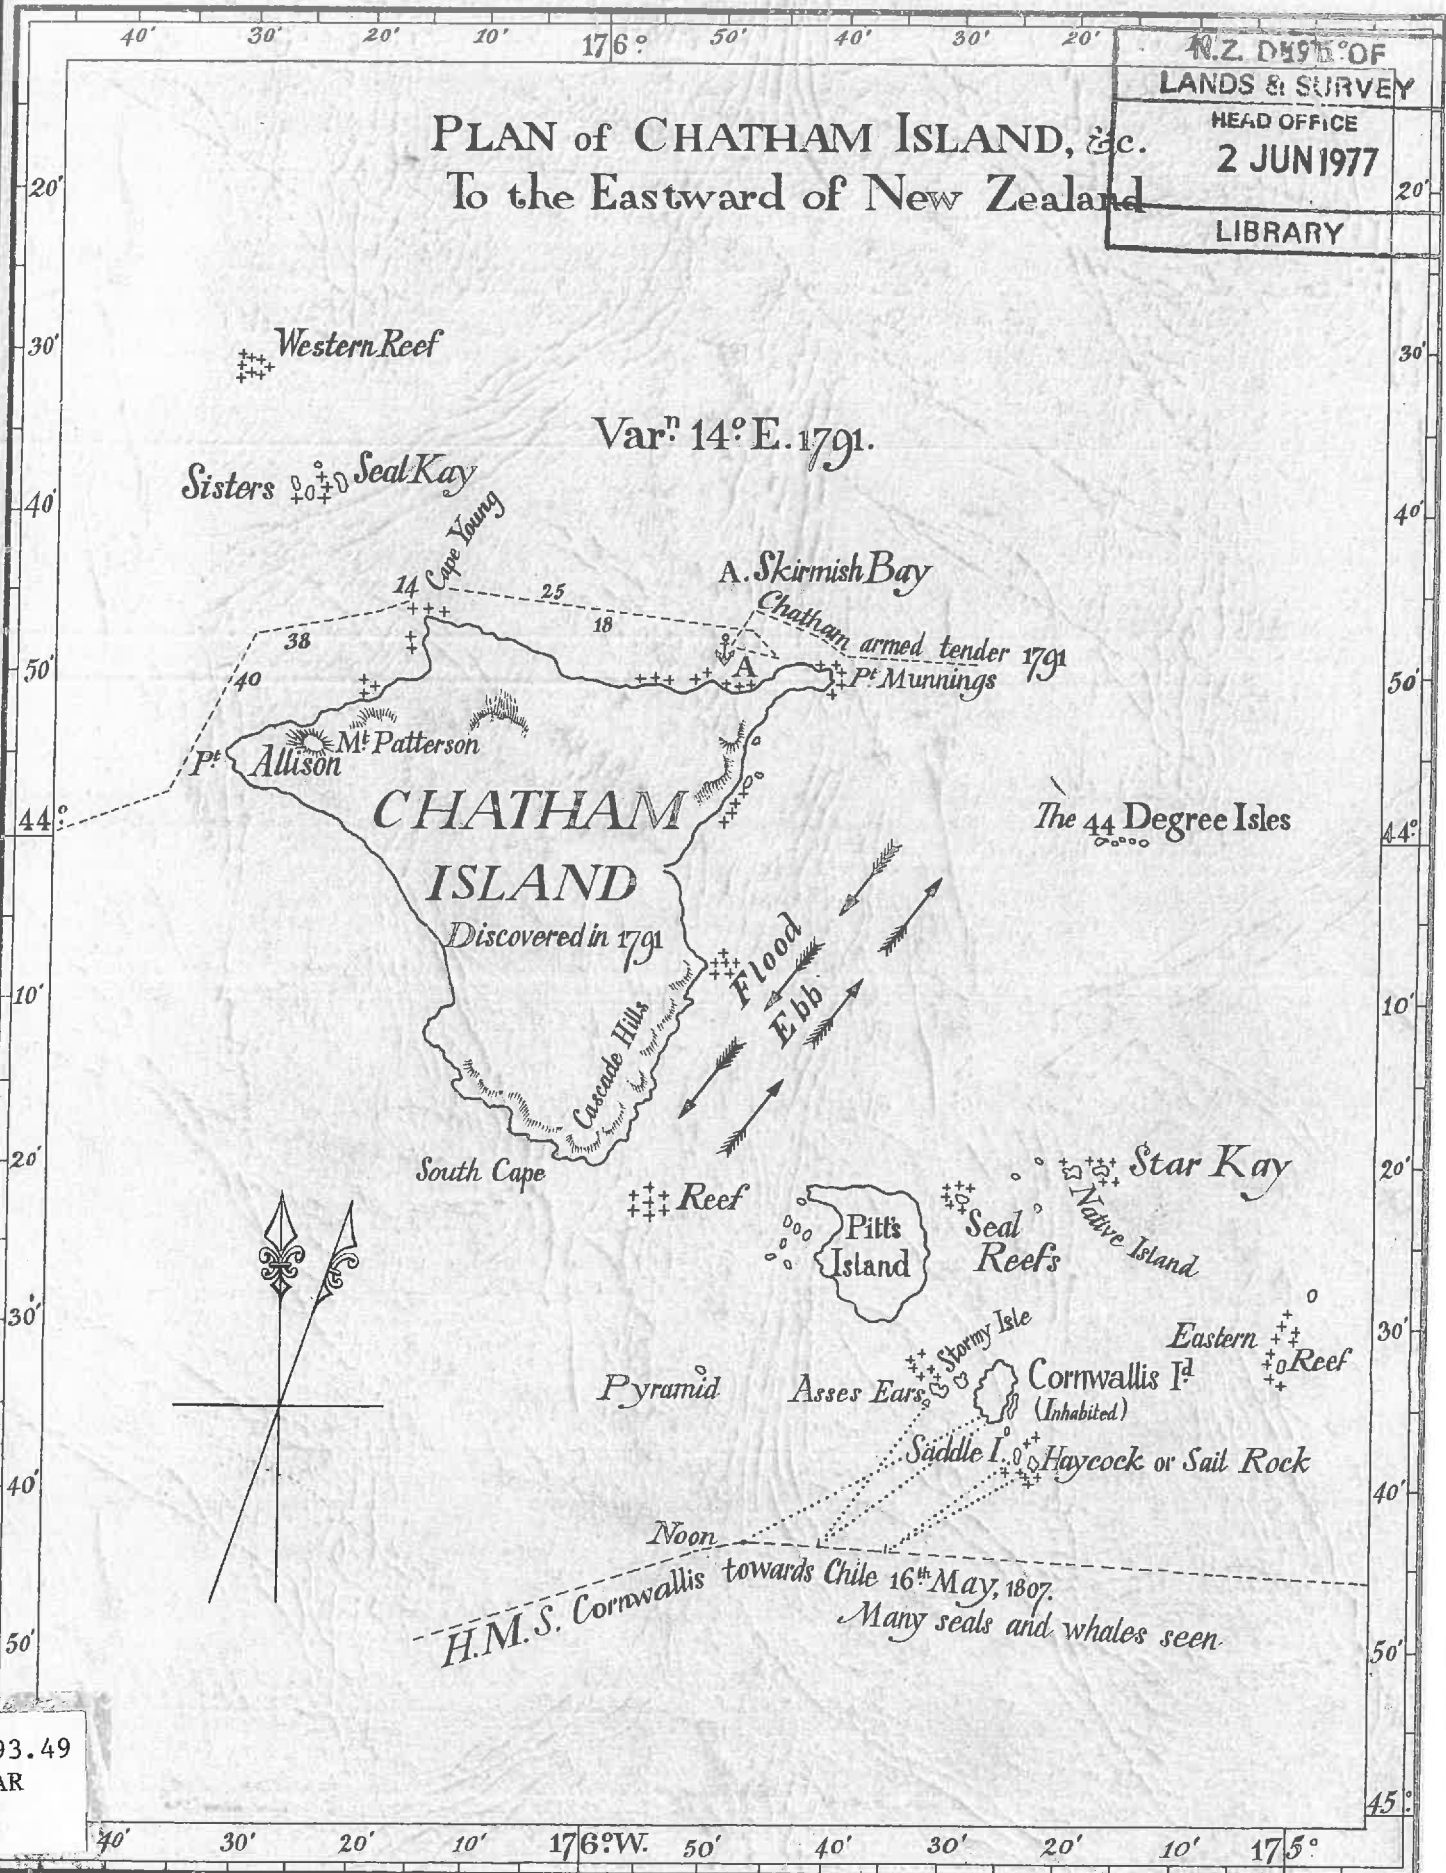 40' 30' 20' 10' 176° 50' 40' 30' 20'
N.Z. DEPT. OF
LANDS & SURVEY
HEAD OFFICE
2 JUN 1977
LIBRARY
PLAN of CHATHAM ISLAND, &c.
To the Eastward of New Zealand
20' 20'
30' 30'
Western Reef
Varⁿ. 14° E. 1791.
Sisters
Seal Kay
40' 40'
Cape Young
A. Skirmish Bay
14
25
18
38
40
Chatham armed tender 1791
A
Pt. Munnings
50' 50'
Mt. Patterson
Pt. Allison
CHATHAM
ISLAND
Discovered in 1791
The 44 Degree Isles
44° 44°
Flood
Ebb
10' 10'
Cascade Hills
South Cape
20' 20'
Reef
Pitt's
Island
Seal
Reefs
Star Kay
Native Island
30' 30'
Stormy Isle
Eastern
Reef
Pyramid
Asses Ears
Cornwallis Id.
(Inhabited)
Saddle I.
Haycock or Sail Rock
40' 40'
Noon
H.M.S. Cornwallis towards Chile 16th May, 1807.
Many seals and whales seen
50' 50'
93.49
AR
45°
40' 30' 20' 10' 176° W. 50' 40' 30' 20' 10' 175°